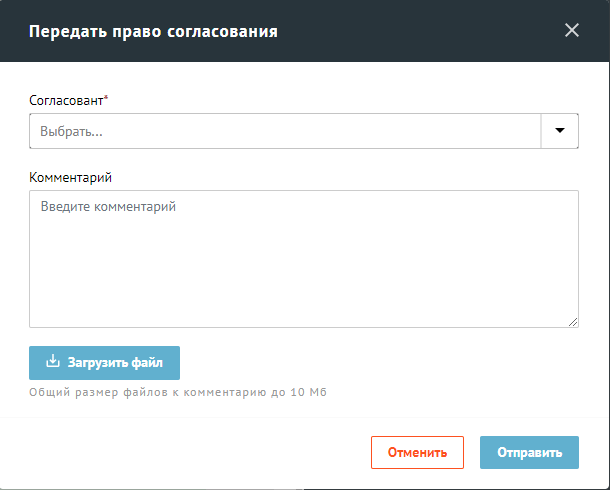 Передать право согласования
Согласовант*
Выбрать...
Комментарий
Введите комментарий
Загрузить файл
Общий размер файлов к комментарию до 10 Мб
Отменить
Отправить